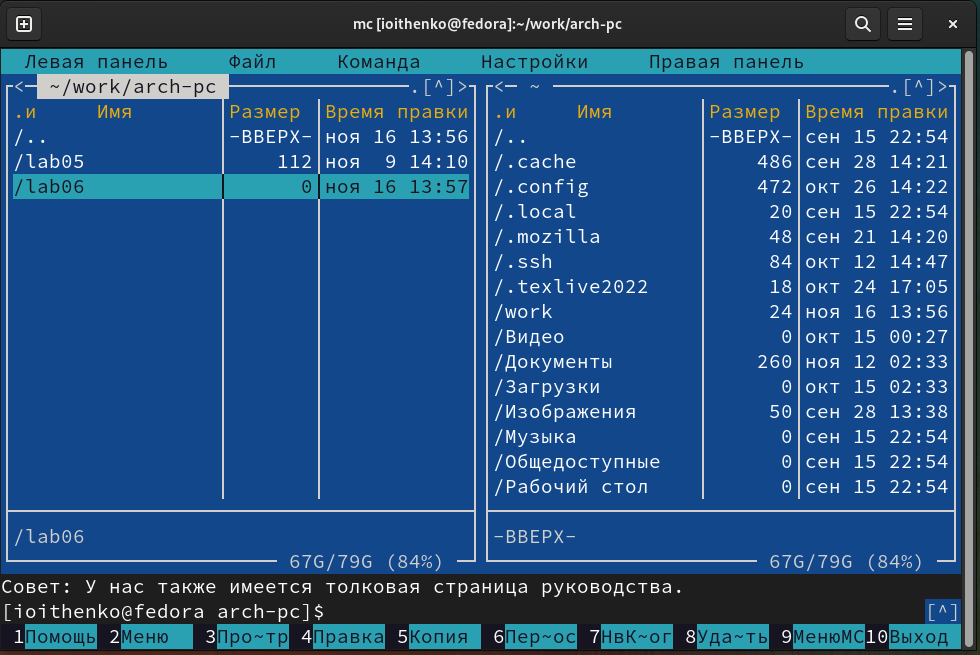 mc [ioithenko@fedora]:~/work/arch-pc
Левая панель Файл Команда Настройки Правая панель
<─ ~/work/arch-pc .[^]> <─ ~ .[^]>
.и Имя Размер Время правки .и Имя Размер Время правки
/.. -ВВЕРХ- ноя 16 13:56 /.. -ВВЕРХ- сен 15 22:54
/lab05 112 ноя 9 14:10 /.cache 486 сен 28 14:21
/lab06 0 ноя 16 13:57 /.config 472 окт 26 14:22
/.local 20 сен 15 22:54
/.mozilla 48 сен 21 14:20
/.ssh 84 окт 12 14:47
/.texlive2022 18 окт 24 17:05
/work 24 ноя 16 13:56
/Видео 0 окт 15 00:27
/Документы 260 ноя 12 02:33
/Загрузки 0 окт 15 02:33
/Изображения 50 сен 28 13:38
/Музыка 0 сен 15 22:54
/Общедоступные 0 сен 15 22:54
/Рабочий стол 0 сен 15 22:54
/lab06 -ВВЕРХ-
67G/79G (84%) 67G/79G (84%)
Совет: У нас также имеется толковая страница руководства.
[ioithenko@fedora arch-pc]$ [^]
1Помощь 2Меню 3Про~тр 4Правка 5Копия 6Пер~ос 7НвК~ог 8Уда~ть 9МенюMC 10Выход